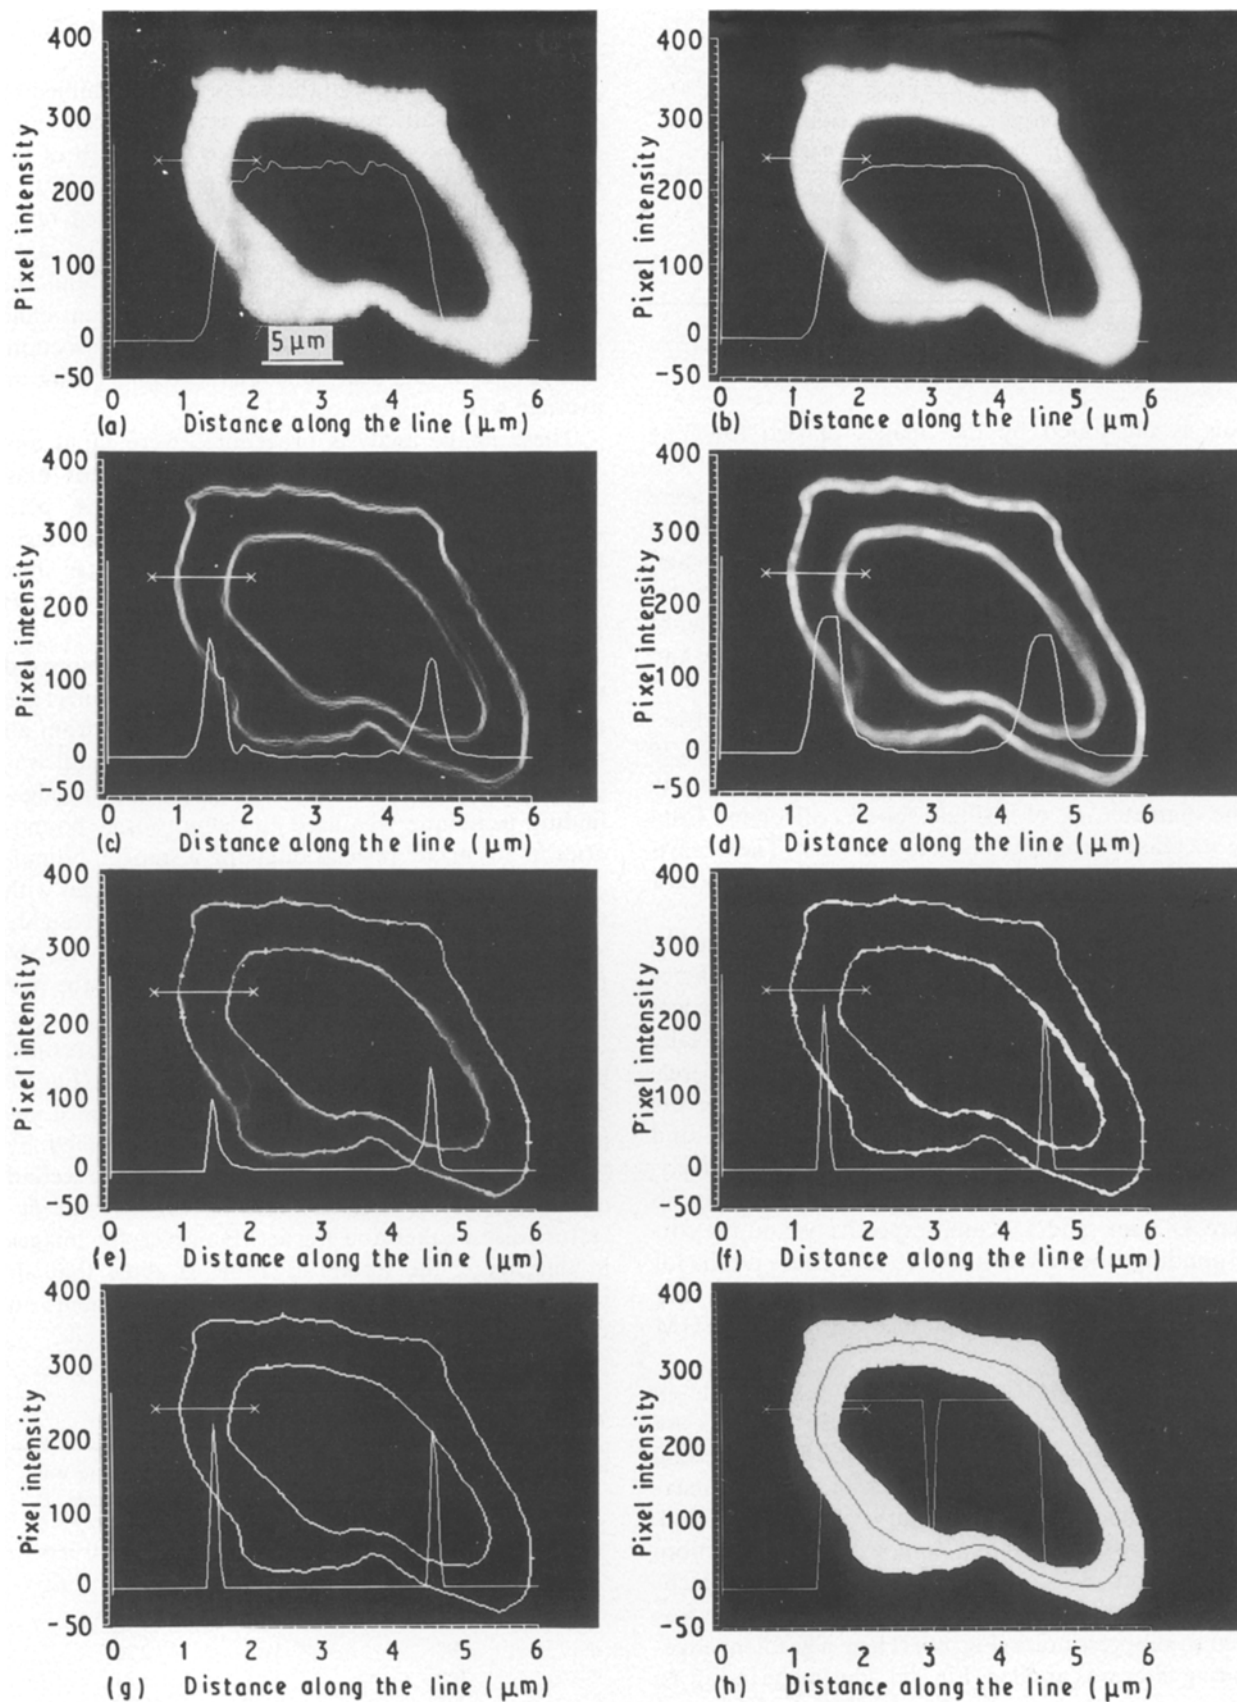 400
300
200
100
0
-50
Pixel intensity
5 μm
0 1 2 3 4 5 6
(a) Distance along the line (μm)
400
300
200
100
0
-50
Pixel intensity
0 1 2 3 4 5 6
(b) Distance along the line (μm)
400
300
200
100
0
-50
Pixel intensity
0 1 2 3 4 5 6
(c) Distance along the line (μm)
400
300
200
100
0
-50
Pixel intensity
0 1 2 3 4 5 6
(d) Distance along the line (μm)
400
300
200
100
0
-50
Pixel intensity
0 1 2 3 4 5 6
(e) Distance along the line (μm)
400
300
200
100
0
-50
Pixel intensity
0 1 2 3 4 5 6
(f) Distance along the line (μm)
400
300
200
100
0
-50
Pixel intensity
0 1 2 3 4 5 6
(g) Distance along the line (μm)
400
300
200
100
0
-50
Pixel intensity
0 1 2 3 4 5 6
(h) Distance along the line (μm)